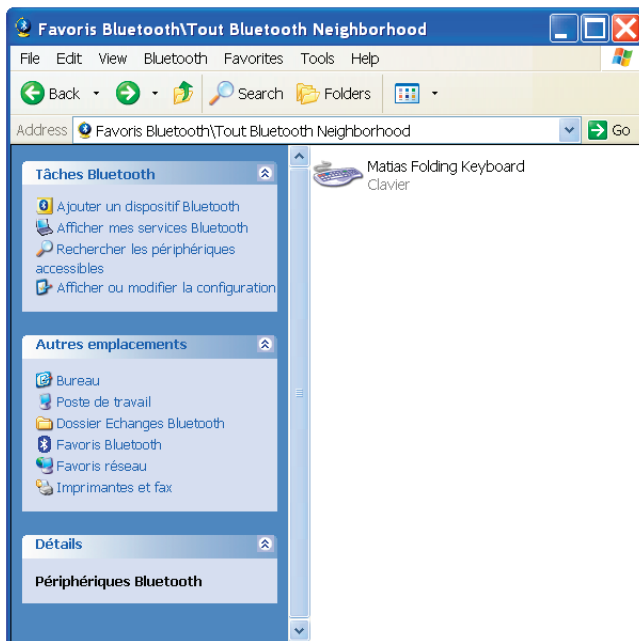 Favoris Bluetooth\Tout Bluetooth Neighborhood
File Edit View Bluetooth Favorites Tools Help
Back Search Folders
Address Favoris Bluetooth\Tout Bluetooth Neighborhood Go
Tâches Bluetooth
Ajouter un dispositif Bluetooth
Afficher mes services Bluetooth
Rechercher les périphériques
accessibles
Afficher ou modifier la configuration
Autres emplacements
Bureau
Poste de travail
Dossier Echanges Bluetooth
Favoris Bluetooth
Favoris réseau
Imprimantes et fax
Détails
Périphériques Bluetooth
Matias Folding Keyboard
Clavier